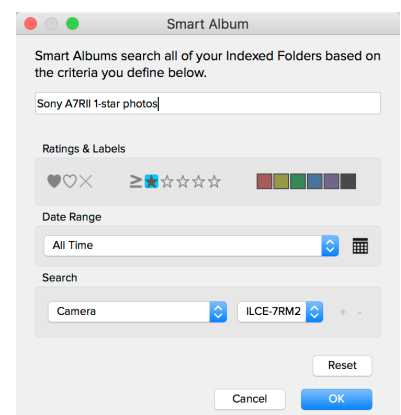 Smart Album
Smart Albums search all of your Indexed Folders based on
the criteria you define below.
Sony A7RII 1-star photos
Ratings & Labels
≥
Date Range
All Time
Search
Camera ILCE-7RM2 + -
Reset
Cancel OK